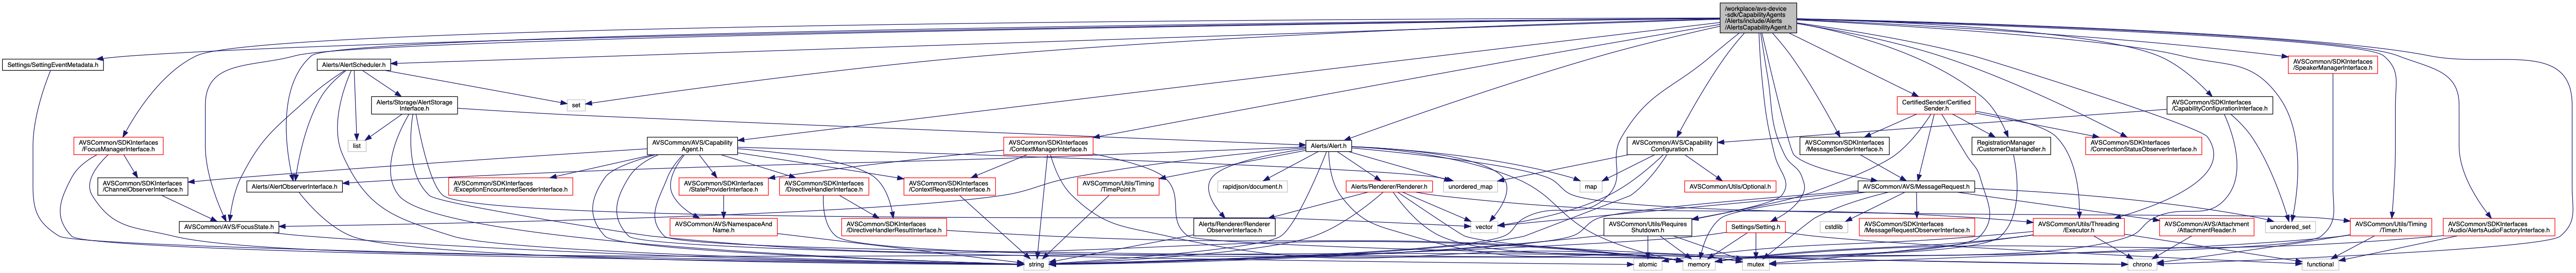 /workplace/avs-device
-sdk/CapabilityAgents
/Alerts/include/Alerts
/AlertsCapabilityAgent.h
Settings/SettingEventMetadata.h
Alerts/AlertScheduler.h
AVSCommon/SDKInterfaces
/SpeakerManagerInterface.h
Alerts/Storage/AlertStorage
Interface.h
set
CertifiedSender/Certified
Sender.h
AVSCommon/SDKInterfaces
/CapabilityConfigurationInterface.h
AVSCommon/SDKInterfaces
/FocusManagerInterface.h
list
AVSCommon/AVS/Capability
Agent.h
AVSCommon/SDKInterfaces
/ContextManagerInterface.h
Alerts/Alert.h
AVSCommon/AVS/Capability
Configuration.h
AVSCommon/SDKInterfaces
/MessageSenderInterface.h
RegistrationManager
/CustomerDataHandler.h
AVSCommon/SDKInterfaces
/ConnectionStatusObserverInterface.h
AVSCommon/SDKInterfaces
/ChannelObserverInterface.h
Alerts/AlertObserverInterface.h
AVSCommon/SDKInterfaces
/ExceptionEncounteredSenderInterface.h
AVSCommon/SDKInterfaces
/StateProviderInterface.h
AVSCommon/SDKInterfaces
/DirectiveHandlerInterface.h
AVSCommon/SDKInterfaces
/ContextRequesterInterface.h
AVSCommon/Utils/Timing
/TimePoint.h
rapidjson/document.h
Alerts/Renderer/Renderer.h
unordered_map
map
AVSCommon/Utils/Optional.h
AVSCommon/AVS/MessageRequest.h
AVSCommon/AVS/FocusState.h
AVSCommon/AVS/NamespaceAnd
Name.h
AVSCommon/SDKInterfaces
/DirectiveHandlerResultInterface.h
Alerts/Renderer/Renderer
ObserverInterface.h
vector
AVSCommon/Utils/Requires
Shutdown.h
Settings/Setting.h
cstdlib
AVSCommon/SDKInterfaces
/MessageRequestObserverInterface.h
AVSCommon/Utils/Threading
/Executor.h
AVSCommon/AVS/Attachment
/AttachmentReader.h
unordered_set
AVSCommon/Utils/Timing
/Timer.h
AVSCommon/SDKInterfaces
/Audio/AlertsAudioFactoryInterface.h
string
atomic
memory
mutex
chrono
functional